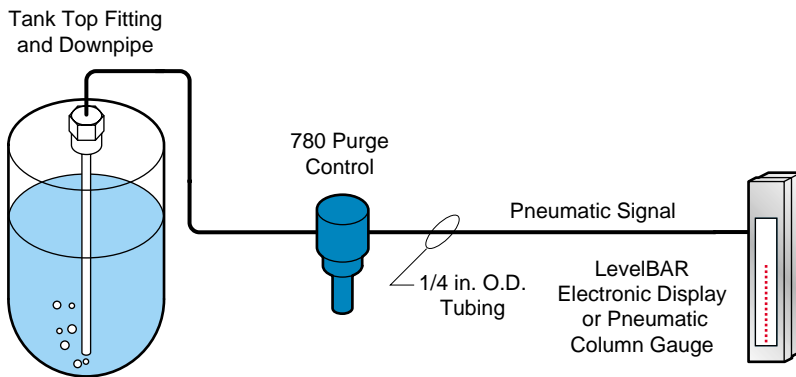 Tank Top Fitting
and Downpipe
780 Purge
Control
Pneumatic Signal
1/4 in. O.D.
Tubing
LevelBAR
Electronic Display
or Pneumatic
Column Gauge